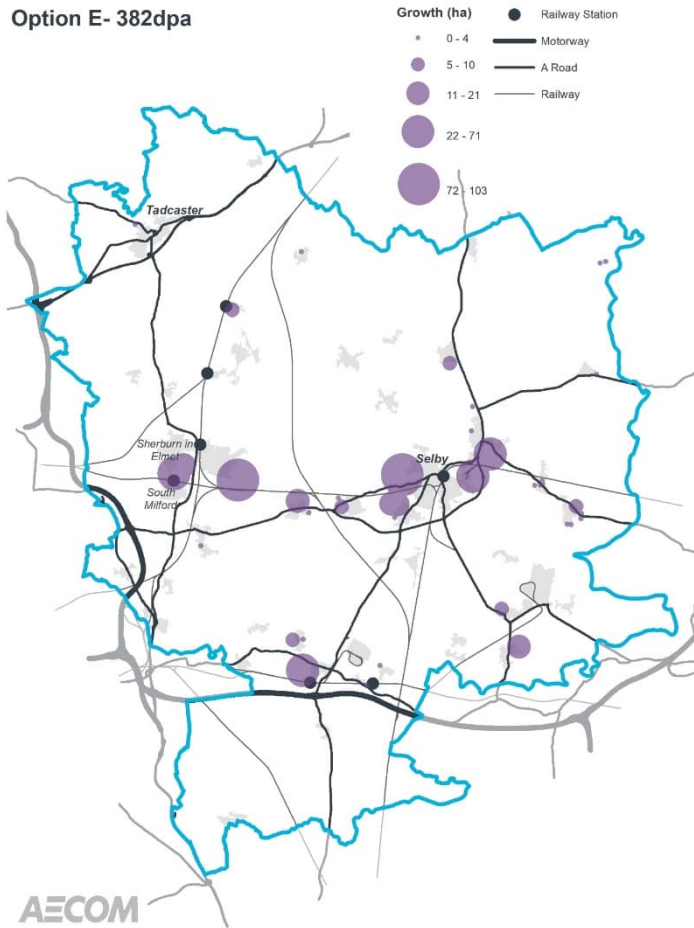 Option E- 382dpa
Growth (ha)
0 - 4
5 - 10
11 - 21
22 - 71
72 - 103
Railway Station
Motorway
A Road
Railway
Tadcaster
Sherburn in
Elmet
South
Milford
Selby
AECOM